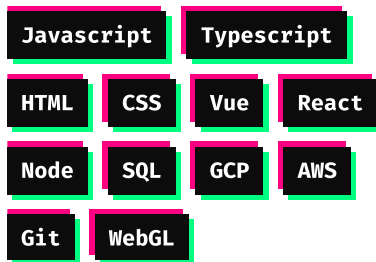 Javascript Typescript
HTML CSS Vue React
Node SQL GCP AWS
Git WebGL